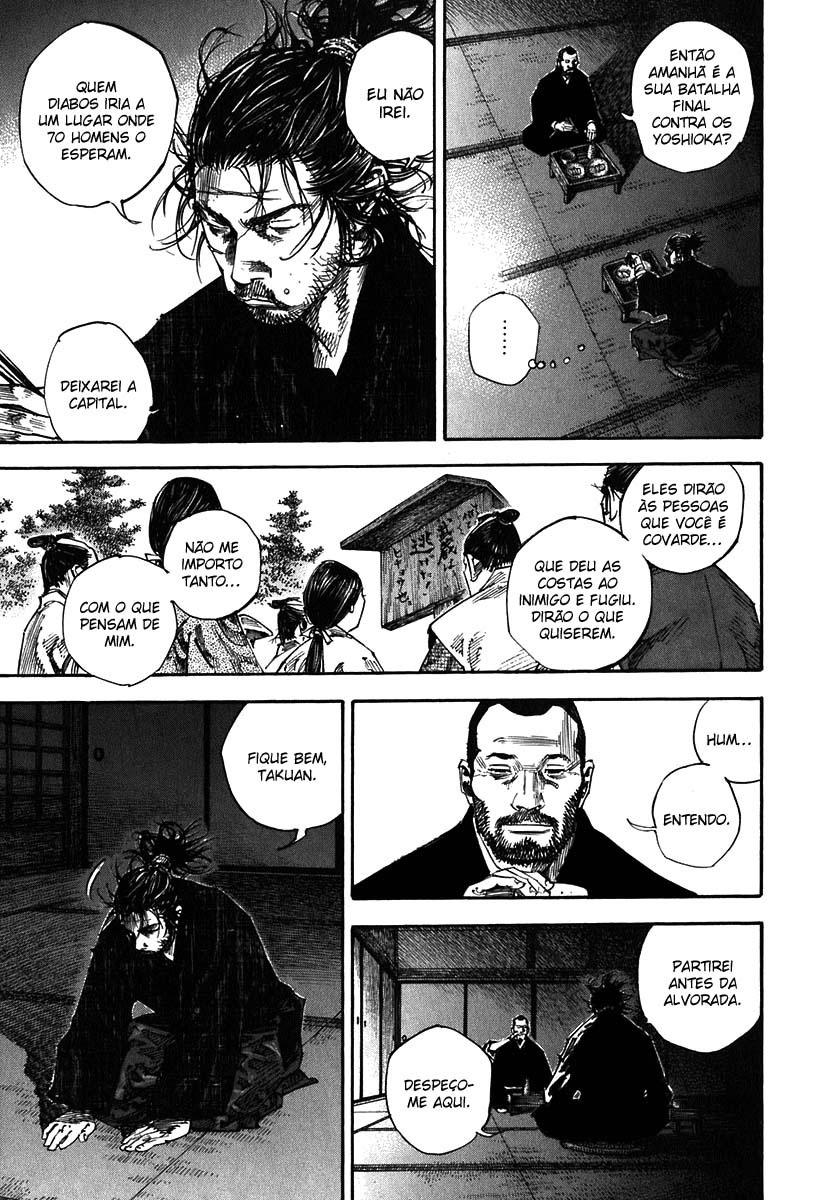 ENTÃO
AMANHÃ É A
SUA BATALHA
FINAL
CONTRA OS
YOSHIOKA?
......
EU NÃO
IREI.
QUEM
DIABOS IRIA A
UM LUGAR ONDE
70 HOMENS O
ESPERAM.
DEIXAREI A
CAPITAL.
ELES DIRÃO
ÀS PESSOAS
QUE VOCÊ É
COVARDE...
QUE DEU AS
COSTAS AO
INIMIGO E FUGIU.
DIRÃO O QUE
QUISEREM.
NÃO ME
IMPORTO
TANTO...
COM O QUE
PENSAM DE
MIM.
HUM...
ENTENDO.
PARTIREI
ANTES DA
ALVORADA.
DESPEÇO-
ME AQUI.
FIQUE BEM,
TAKUAN.